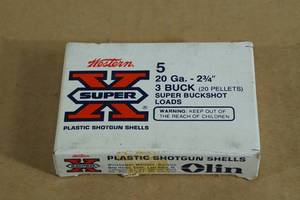 Western
SUPER X ®
PLASTIC SHOTGUN SHELLS
5
20 Ga. - 2¾"
3 BUCK (20 PELLETS)
SUPER BUCKSHOT
LOADS
WARNING: KEEP OUT OF
THE REACH OF CHILDREN
PLASTIC SHOTGUN SHELLS
Olin